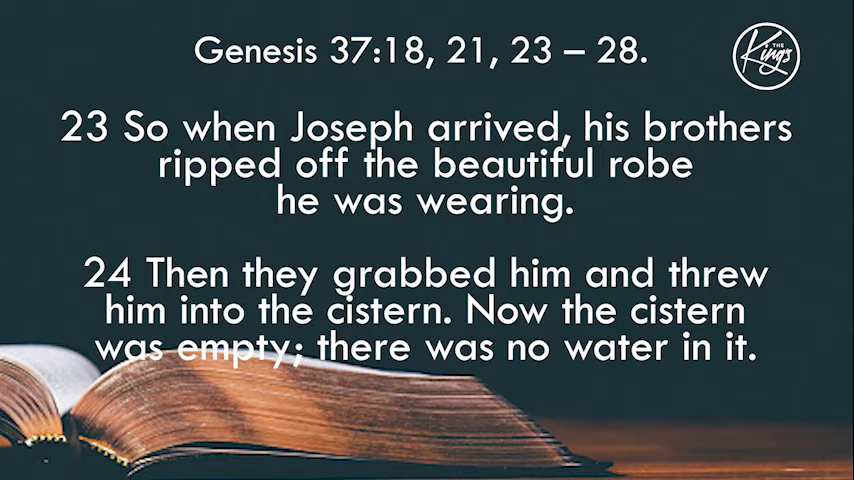 Genesis 37:18, 21, 23 – 28.
THE
King's
23 So when Joseph arrived, his brothers
ripped off the beautiful robe
he was wearing.
24 Then they grabbed him and threw
him into the cistern. Now the cistern
was empty; there was no water in it.